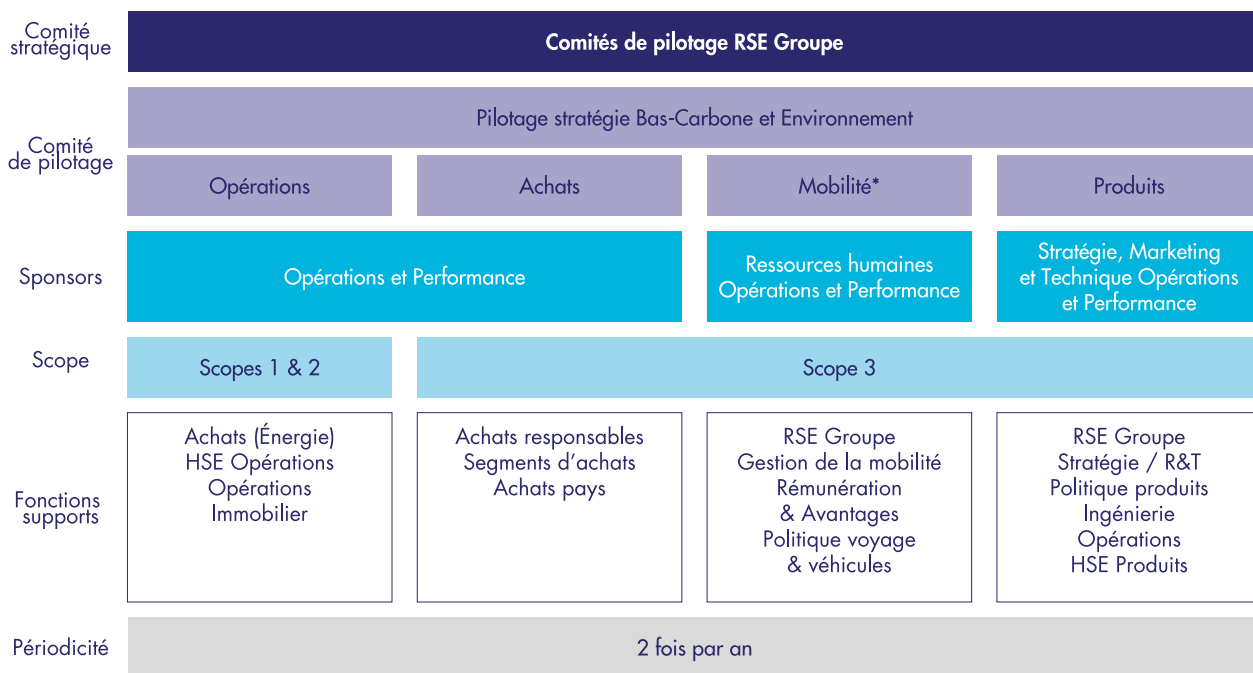 Comité
stratégique
Comités de pilotage RSE Groupe
Comité
de pilotage
Pilotage stratégie Bas-Carbone et Environnement
Opérations
Achats
Mobilité*
Produits
Sponsors
Opérations et Performance
Ressources humaines
Opérations et Performance
Stratégie, Marketing
et Technique Opérations
et Performance
Scope
Scopes 1 & 2
Scope 3
Fonctions
supports
Achats (Énergie)
HSE Opérations
Opérations
Immobilier
Achats responsables
Segments d'achats
Achats pays
RSE Groupe
Gestion de la mobilité
Rémunération
& Avantages
Politique voyage
& véhicules
RSE Groupe
Stratégie / R&T
Politique produits
Ingénierie
Opérations
HSE Produits
Périodicité
2 fois par an